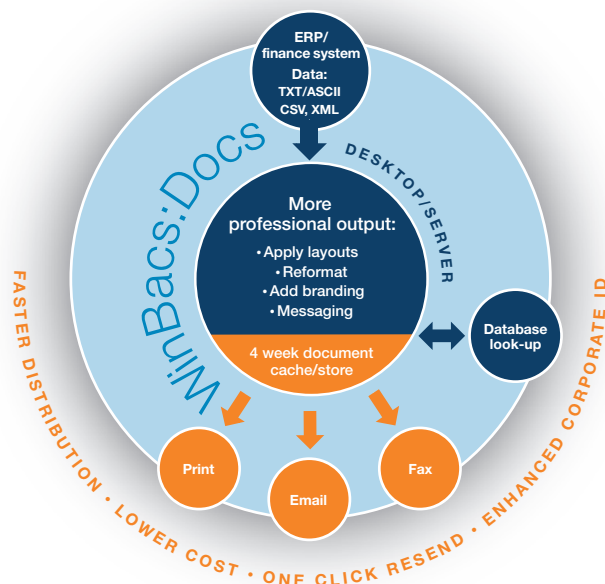 ERP/
finance system
Data:
TXT/ASCII
CSV, XML
WinBacs:Docs
DESKTOP/SERVER
More
professional output:
• Apply layouts
• Reformat
• Add branding
• Messaging
4 week document
cache/store
Database
look-up
Print
Email
Fax
FASTER DISTRIBUTION • LOWER COST • ONE CLICK RESEND • ENHANCED CORPORATE ID